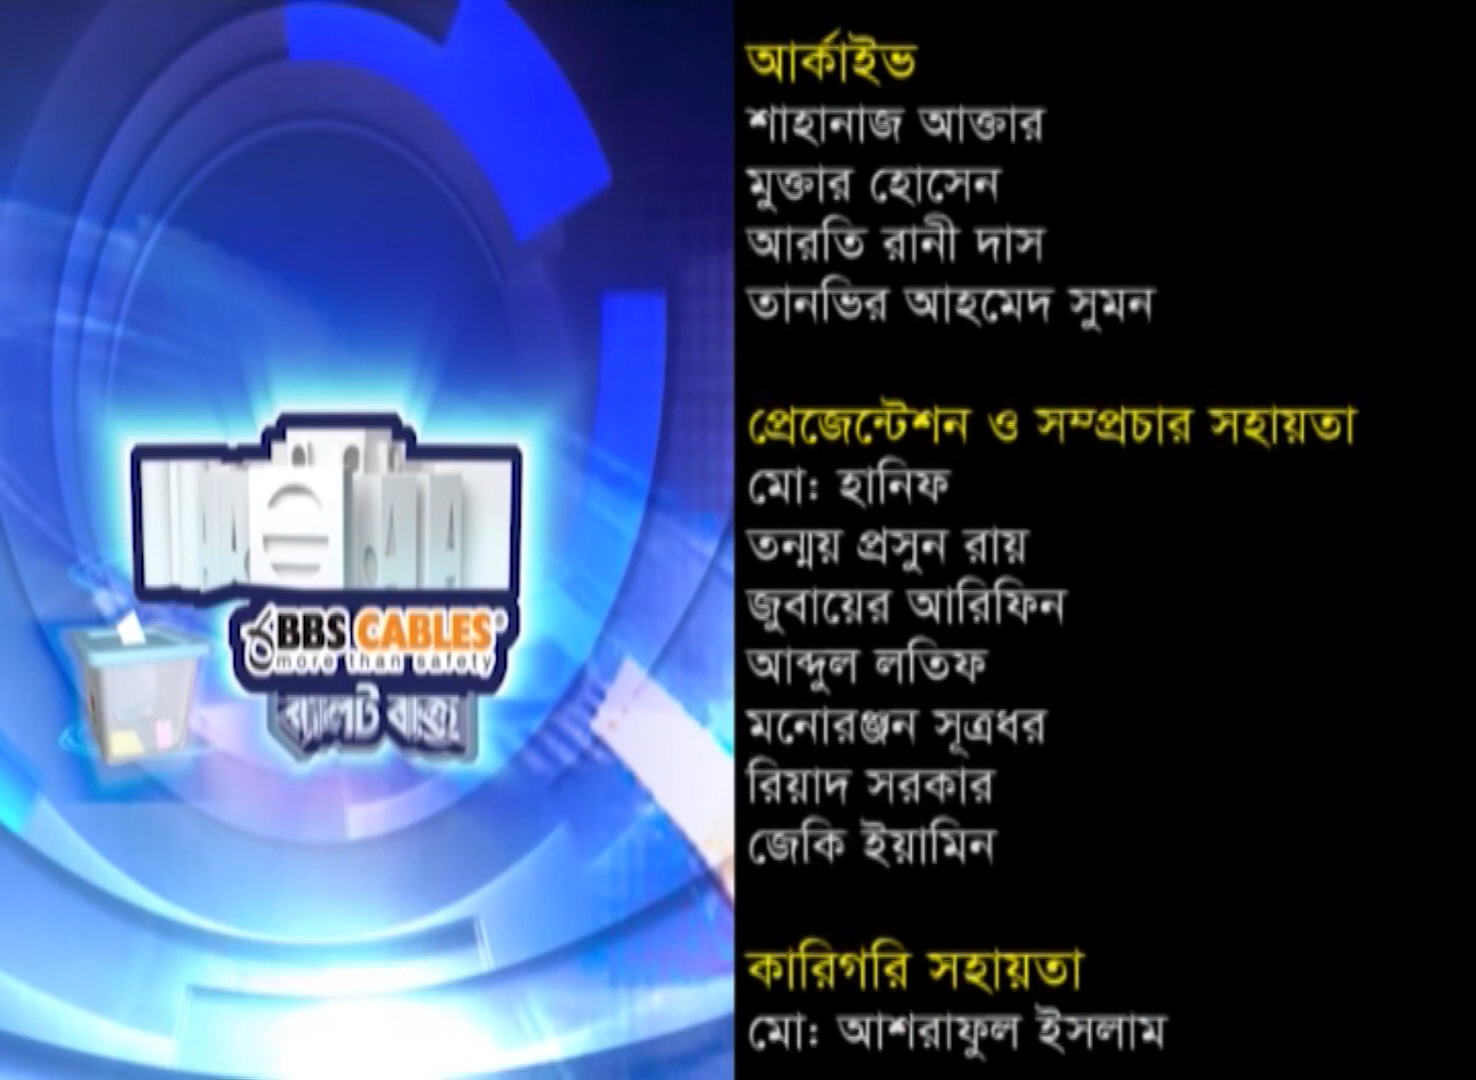 BBS CABLES®
more than safety
ব্যালট বাক্স
আর্কাইভ
শাহানাজ আক্তার
মুক্তার হোসেন
আরতি রানী দাস
তানভির আহমেদ সুমন
প্রেজেন্টেশন ও সম্প্রচার সহায়তা
মো: হানিফ
তন্ময় প্রসুন রায়
জুবায়ের আরিফিন
আব্দুল লতিফ
মনোরঞ্জন সূত্রধর
রিয়াদ সরকার
জেকি ইয়ামিন
কারিগরি সহায়তা
মো: আশরাফুল ইসলাম